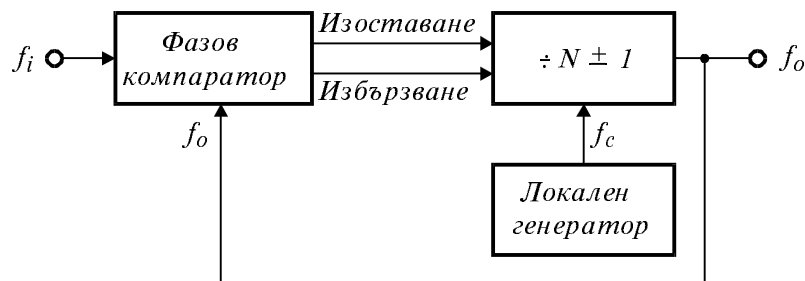 Изоставане
f_i
Фазов
компаратор
÷ N ± 1
f_o
Избързване
f_o
f_c
Локален
генератор